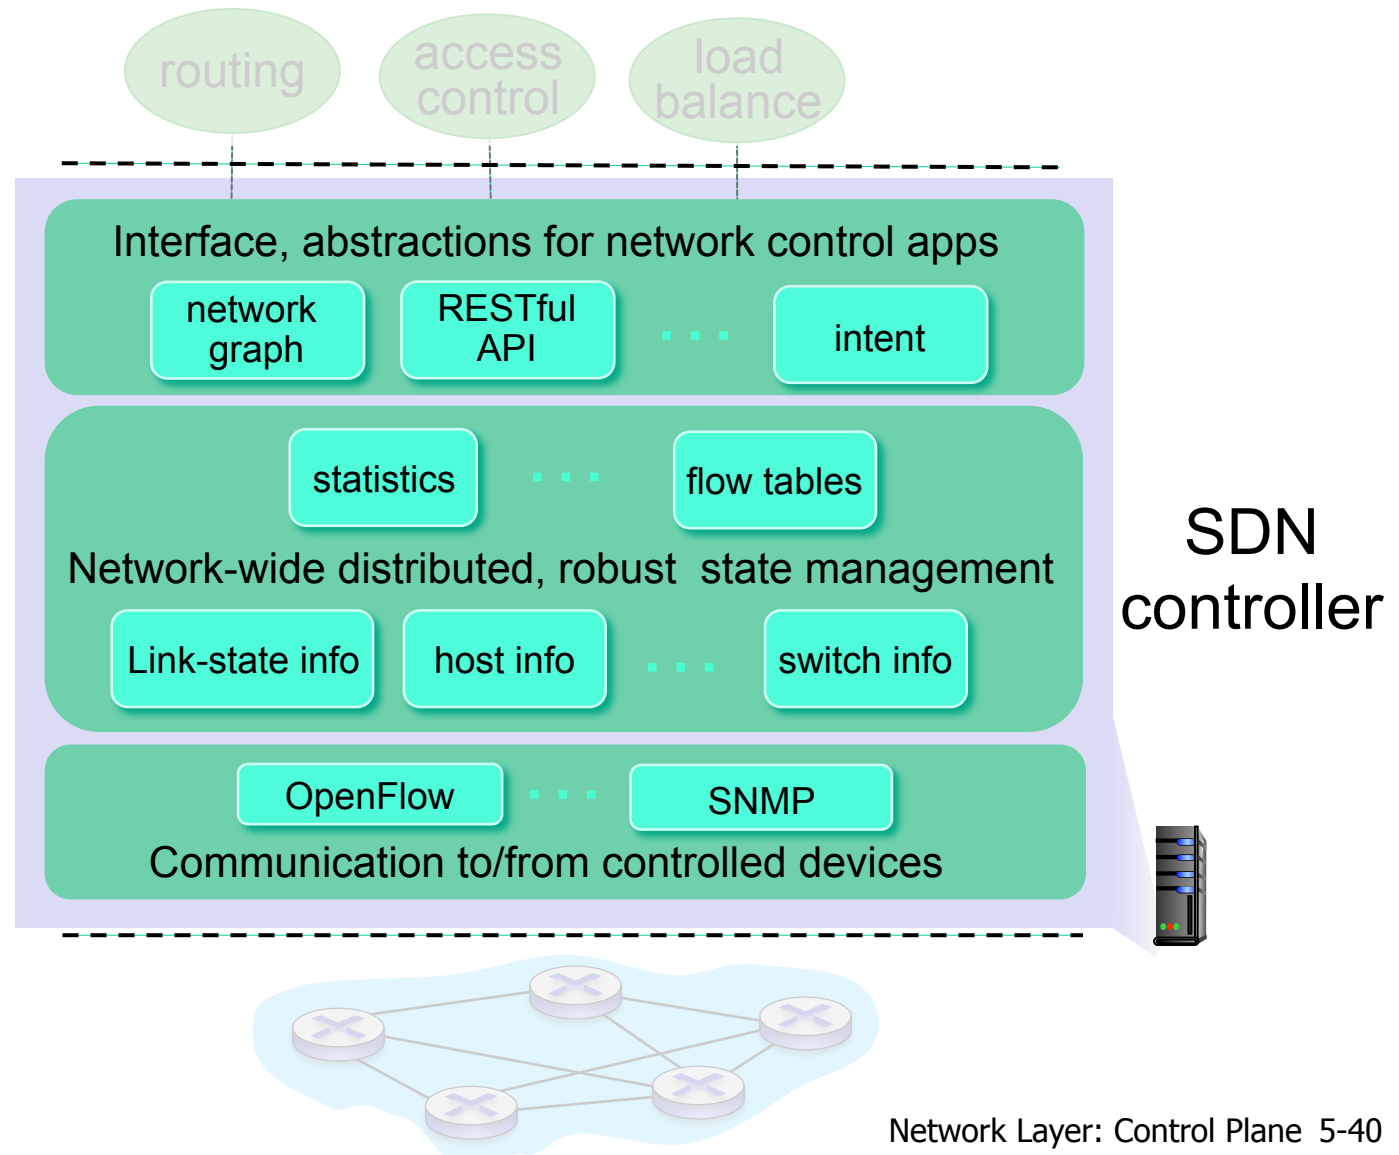 routing
access
control
load
balance
Interface, abstractions for network control apps
network
graph
RESTful
API
intent
statistics
flow tables
Network-wide distributed, robust  state management
Link-state info
host info
switch info
OpenFlow
SNMP
Communication to/from controlled devices
SDN
controller
Network Layer: Control Plane  5-40